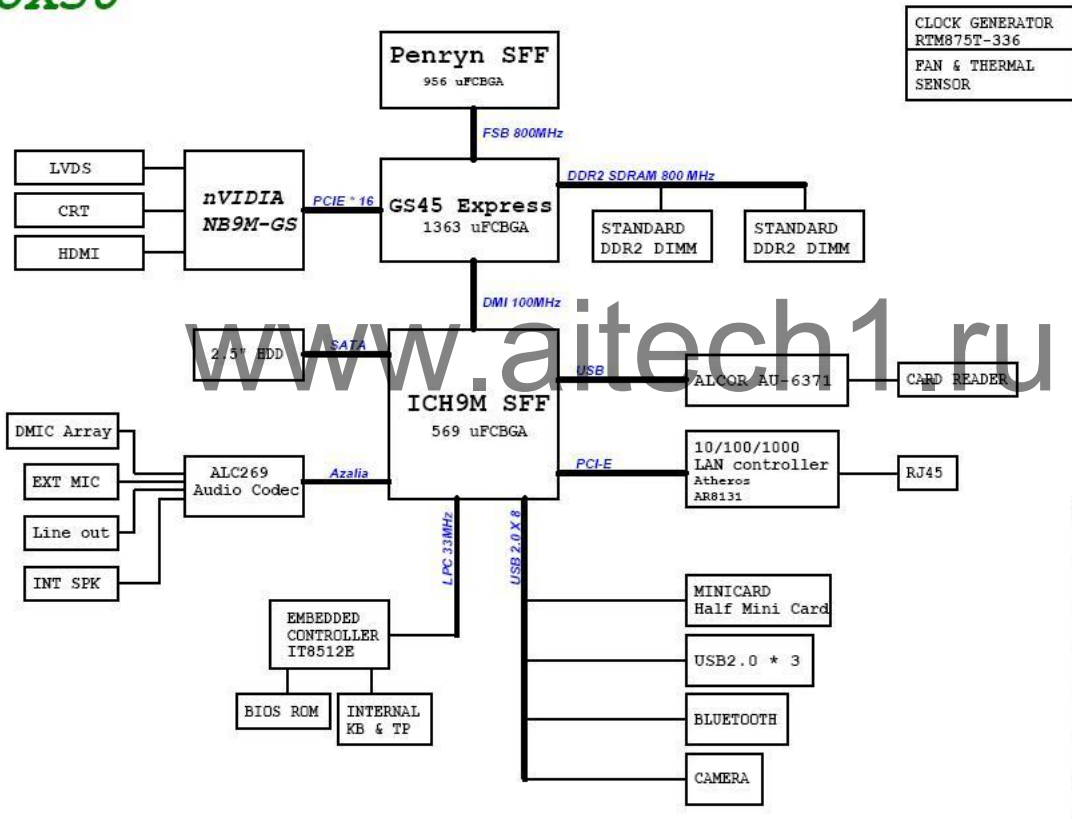 CLOCK GENERATOR
RTM875T-336
FAN & THERMAL
SENSOR
Penryn SFF
956 uFCBGA
FSB 800MHz
LVDS
CRT
HDMI
nVIDIA
NB9M-GS
PCIE * 16
GS45 Express
1363 uFCBGA
DDR2 SDRAM 800 MHz
STANDARD
DDR2 DIMM
STANDARD
DDR2 DIMM
DMI 100MHz
www.aitech1.ru
2.5" HDD
SATA
ICH9M SFF
569 uFCBGA
USB
ALCOR AU-6371
CARD READER
DMIC Array
EXT MIC
Line out
INT SPK
ALC269
Audio Codec
Azalia
PCI-E
10/100/1000
LAN controller
Atheros
AR8131
RJ45
LPC 33MHz
USB 2.0 X 8
EMBEDDED
CONTROLLER
IT8512E
BIOS ROM
INTERNAL
KB & TP
MINICARD
Half Mini Card
USB2.0 * 3
BLUETOOTH
CAMERA